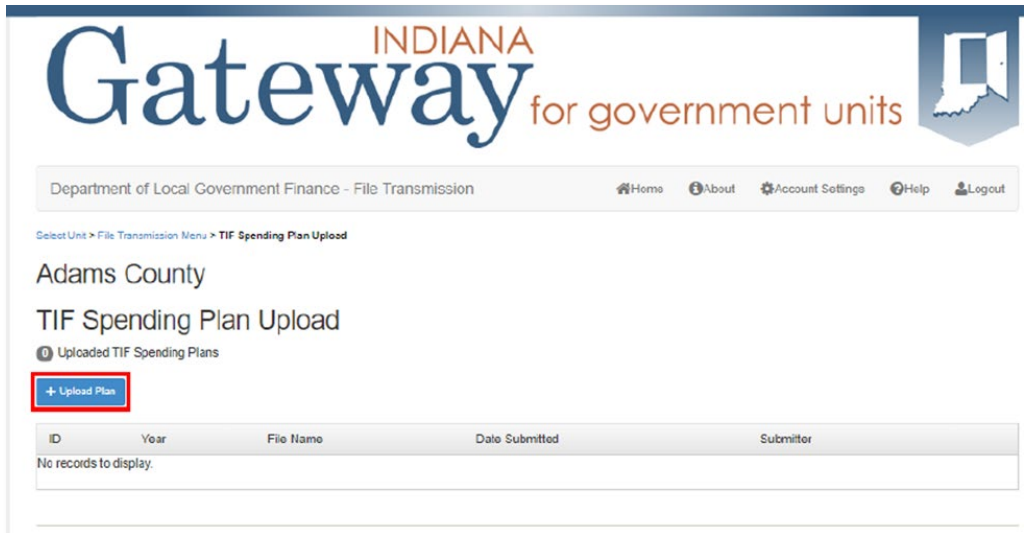 INDIANA
Gateway for government units
Department of Local Government Finance - File Transmission Home About Account Settings Help Logout
Select Unit > File Transmission Menu > TIF Spending Plan Upload
Adams County
TIF Spending Plan Upload
0 Uploaded TIF Spending Plans
+ Upload Plan
ID Year File Name Date Submitted Submitter
No records to display.